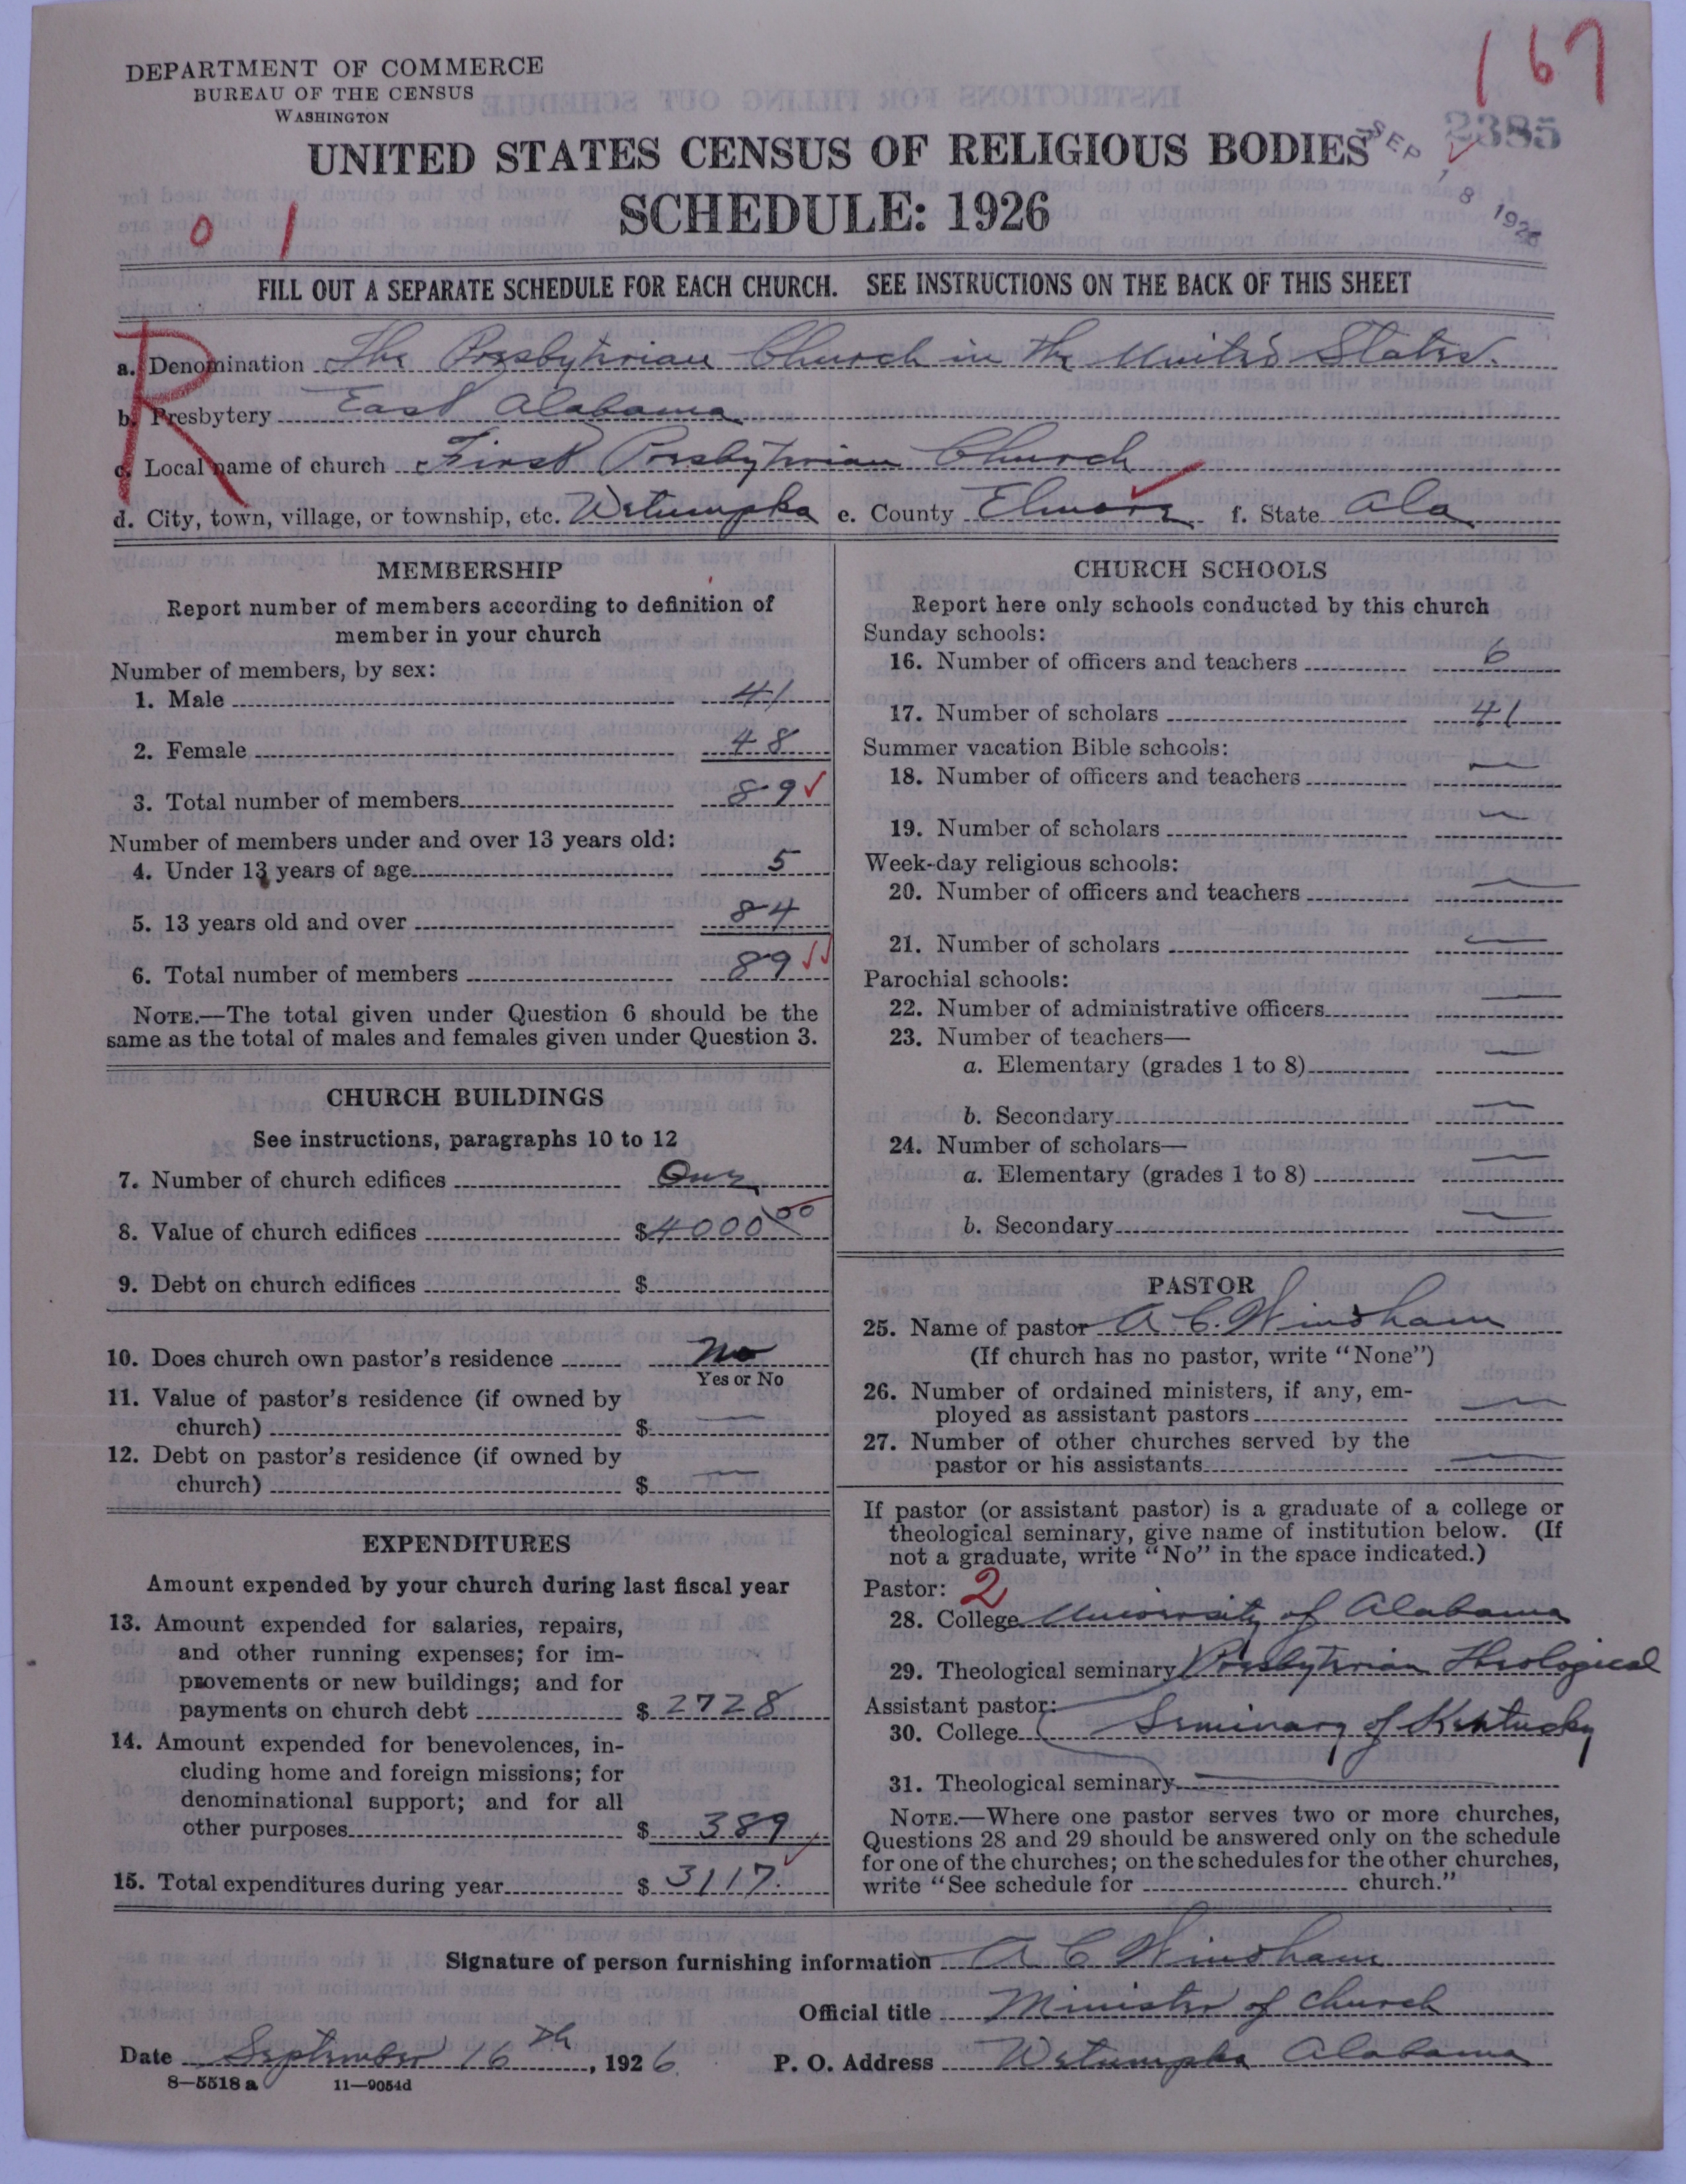 167
DEPARTMENT OF COMMERCE
BUREAU OF THE CENSUS
WASHINGTON
2385
SEP 18 1926
UNITED STATES CENSUS OF RELIGIOUS BODIES
SCHEDULE: 1926
0 1
FILL OUT A SEPARATE SCHEDULE FOR EACH CHURCH. SEE INSTRUCTIONS ON THE BACK OF THIS SHEET
R
a. Denomination The Presbyterian Church in the United States.
b. Presbytery East Alabama
c. Local name of church First Presbyterian Church
d. City, town, village, or township, etc. Wetumpka e. County Elmore f. State Ala
MEMBERSHIP
Report number of members according to definition of
member in your church
Number of members, by sex:
1. Male 41
2. Female 48
3. Total number of members 89
Number of members under and over 13 years old:
4. Under 13 years of age 5
5. 13 years old and over 84
6. Total number of members 89
NOTE.—The total given under Question 6 should be the
same as the total of males and females given under Question 3.
CHURCH BUILDINGS
See instructions, paragraphs 10 to 12
7. Number of church edifices One
8. Value of church edifices $4000.00
9. Debt on church edifices $
10. Does church own pastor's residence No
Yes or No
11. Value of pastor's residence (if owned by
church) $ —
12. Debt on pastor's residence (if owned by
church) $ —
EXPENDITURES
Amount expended by your church during last fiscal year
13. Amount expended for salaries, repairs,
and other running expenses; for im-
provements or new buildings; and for
payments on church debt $ 2728
14. Amount expended for benevolences, in-
cluding home and foreign missions; for
denominational support; and for all
other purposes $ 389
15. Total expenditures during year $ 3117.
CHURCH SCHOOLS
Report here only schools conducted by this church
Sunday schools:
16. Number of officers and teachers 6
17. Number of scholars 41
Summer vacation Bible schools:
18. Number of officers and teachers —
19. Number of scholars —
Week-day religious schools:
20. Number of officers and teachers —
21. Number of scholars —
Parochial schools:
22. Number of administrative officers —
23. Number of teachers—
a. Elementary (grades 1 to 8) —
b. Secondary —
24. Number of scholars—
a. Elementary (grades 1 to 8) —
b. Secondary —
PASTOR
25. Name of pastor A. C. Windham
(If church has no pastor, write "None")
26. Number of ordained ministers, if any, em-
ployed as assistant pastors —
27. Number of other churches served by the
pastor or his assistants —
If pastor (or assistant pastor) is a graduate of a college or
theological seminary, give name of institution below. (If
not a graduate, write "No" in the space indicated.)
Pastor: 2
28. College University of Alabama
29. Theological seminary Presbyterian Theological
Assistant pastor:
30. College Seminary of Kentucky
31. Theological seminary —
NOTE.—Where one pastor serves two or more churches,
Questions 28 and 29 should be answered only on the schedule
for one of the churches; on the schedules for the other churches,
write "See schedule for church."
Signature of person furnishing information A C Windham
Official title Minister of church
Date September 16th, 1926. P. O. Address Wetumpka Alabama
8—5518 a 11—9054d